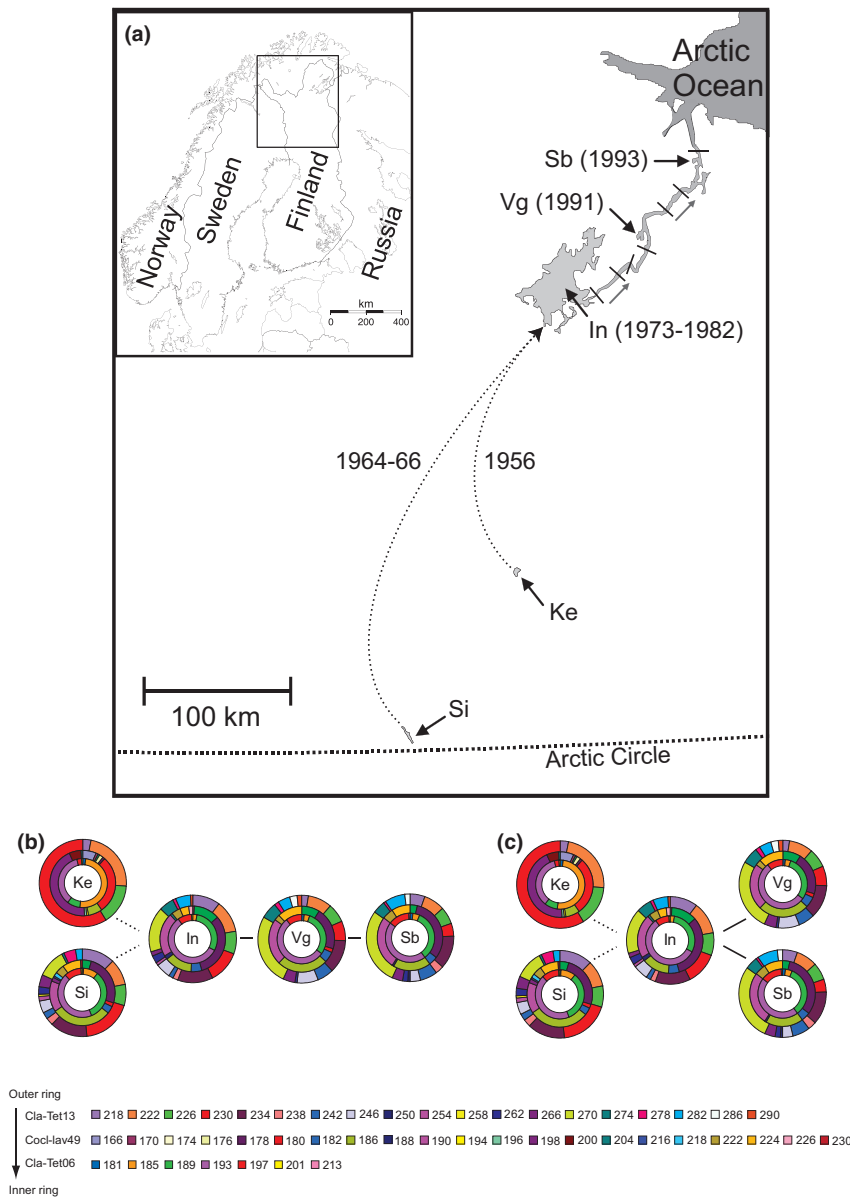 (a)
Arctic
Ocean
Norway
Sweden
Finland
Russia
km
0 200 400
Sb (1993)
Vg (1991)
In (1973-1982)
1964-66
1956
Ke
Si
100 km
Arctic Circle
(b)
Ke
Si
In
Vg
Sb
(c)
Ke
Si
In
Vg
Sb
Outer ring
Cla-Tet13 218 222 226 230 234 238 242 246 250 254 258 262 266 270 274 278 282 286 290
Cocl-lav49 166 170 174 176 178 180 182 186 188 190 194 196 198 200 204 216 218 222 224 226 230
Cla-Tet06 181 185 189 193 197 201 213
Inner ring